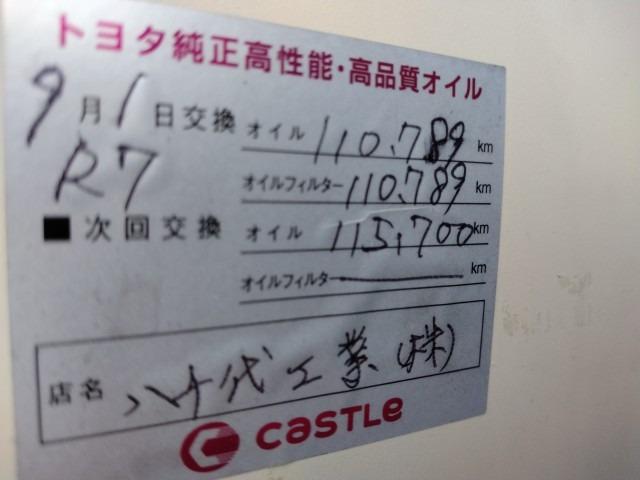 トヨタ純正高性能・高品質オイル
9月1日交換 オイル 110,789 km
R7 オイルフィルター 110,789 km
■次回交換 オイル 115,700 km
オイルフィルター ― km
店名 八千代工業(株)
CASTLE